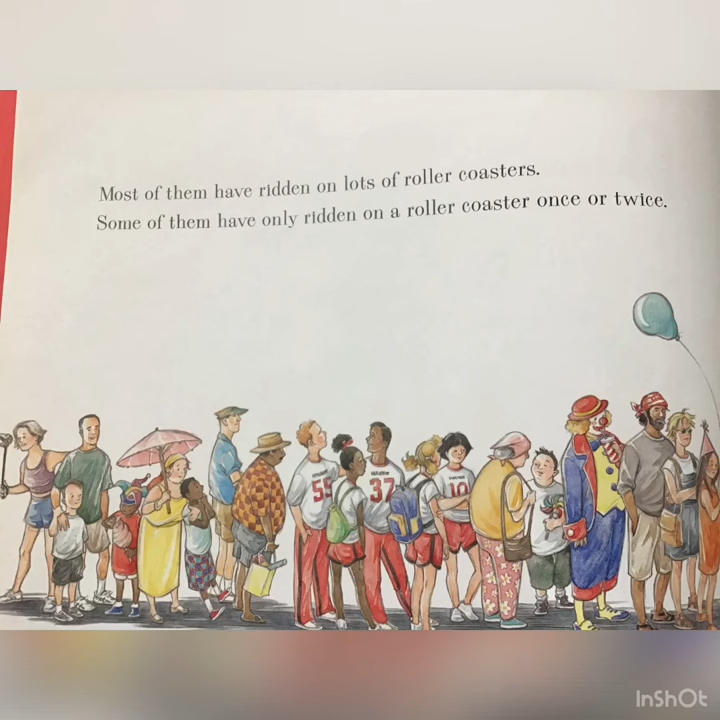 Most of them have ridden on lots of roller coasters.
Some of them have only ridden on a roller coaster once or twice.
55
37
10
InShOt